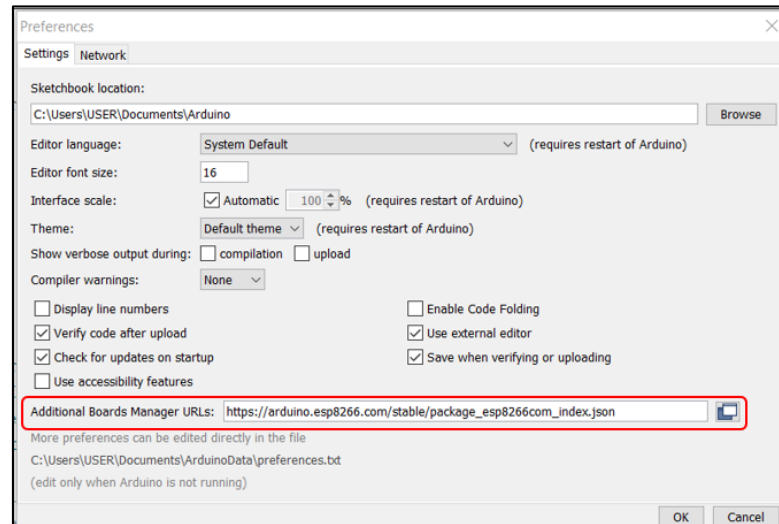 Preferences
Settings Network
Sketchbook location:
C:\Users\USER\Documents\Arduino Browse
Editor language: System Default (requires restart of Arduino)
Editor font size: 16
Interface scale: Automatic 100 % (requires restart of Arduino)
Theme: Default theme (requires restart of Arduino)
Show verbose output during: compilation upload
Compiler warnings: None
Display line numbers Enable Code Folding
Verify code after upload Use external editor
Check for updates on startup Save when verifying or uploading
Use accessibility features
Additional Boards Manager URLs: https://arduino.esp8266.com/stable/package_esp8266com_index.json
More preferences can be edited directly in the file
C:\Users\USER\Documents\ArduinoData\preferences.txt
(edit only when Arduino is not running)
OK Cancel